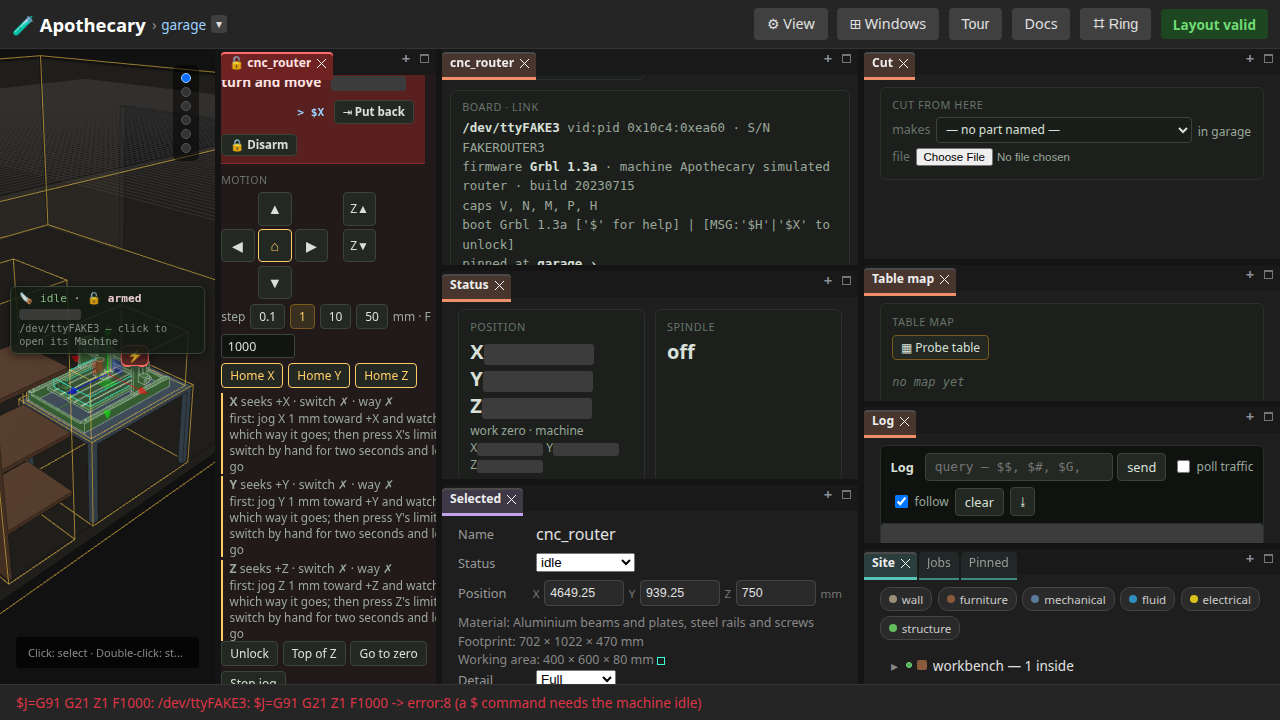 Apothecary › garage ▾
⚙ View
⊞ Windows
Tour
Docs
⌗ Ring
Layout valid
idle · armed
/dev/ttyFAKE3 — click to
open its Machine
Click: select · Double-click: st…
cnc_router
turn and move
> $X
⇥ Put back
Disarm
MOTION
▲
Z▲
◀
⌂
▶
Z▼
▼
step 0.1 1 10 50 mm · F
1000
Home X
Home Y
Home Z
X seeks +X · switch ✗ · way ✗
first: jog X 1 mm toward +X and watch
which way it goes; then press X's limit
switch by hand for two seconds and le
go
Y seeks +Y · switch ✗ · way ✗
first: jog Y 1 mm toward +Y and watch
which way it goes; then press Y's limit
switch by hand for two seconds and le
go
Z seeks +Z · switch ✗ · way ✗
first: jog Z 1 mm toward +Z and watch
which way it goes; then press Z's limit
switch by hand for two seconds and le
go
Unlock
Top of Z
Go to zero
Stop jog
cnc_router
BOARD · LINK
/dev/ttyFAKE3 vid:pid 0x10c4:0xea60 · S/N
FAKEROUTER3
firmware Grbl 1.3a · machine Apothecary simulated
router · build 20230715
caps V, N, M, P, H
boot Grbl 1.3a ['$' for help] | [MSG:'$H'|'$X' to
unlock]
pinned at garage ›
Status
POSITION
X
Y
Z
work zero · machine
X Y
Z
SPINDLE
off
Selected
Name cnc_router
Status idle
Position X 4649.25 Y 939.25 Z 750 mm
Material: Aluminium beams and plates, steel rails and screws
Footprint: 702 × 1022 × 470 mm
Working area: 400 × 600 × 80 mm
Detail Full
Cut
CUT FROM HERE
makes — no part named — in garage
file Choose File No file chosen
Table map
TABLE MAP
▦ Probe table
no map yet
Log
Log query — $$, $#, $G, send poll traffic
follow clear ⤓
Site
Jobs
Pinned
wall
furniture
mechanical
fluid
electrical
structure
▸ workbench — 1 inside
$J=G91 G21 Z1 F1000: /dev/ttyFAKE3: $J=G91 G21 Z1 F1000 -> error:8 (a $ command needs the machine idle)